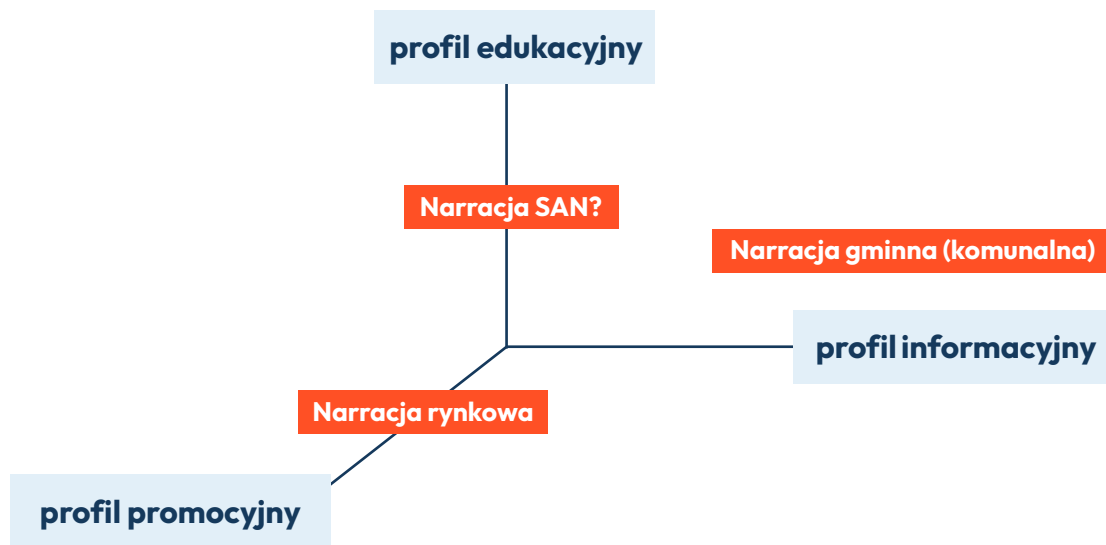 profil edukacyjny
Narracja SAN?
Narracja gminna (komunalna)
profil informacyjny
Narracja rynkowa
profil promocyjny